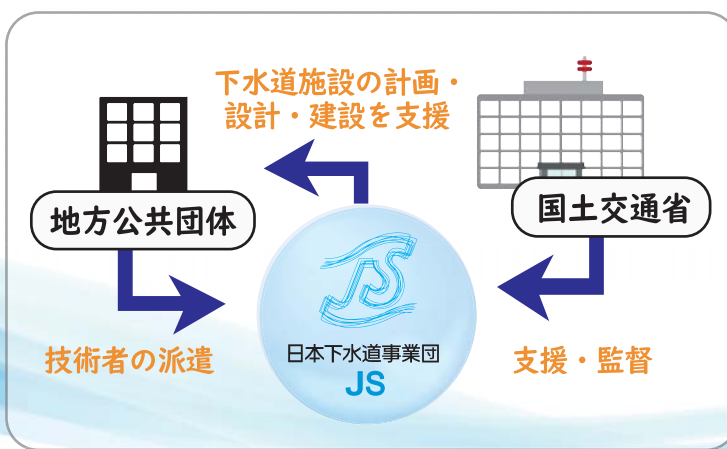 下水道施設の計画・
設計・建設を支援
地方公共団体
国土交通省
JS
日本下水道事業団
JS
技術者の派遣
支援・監督